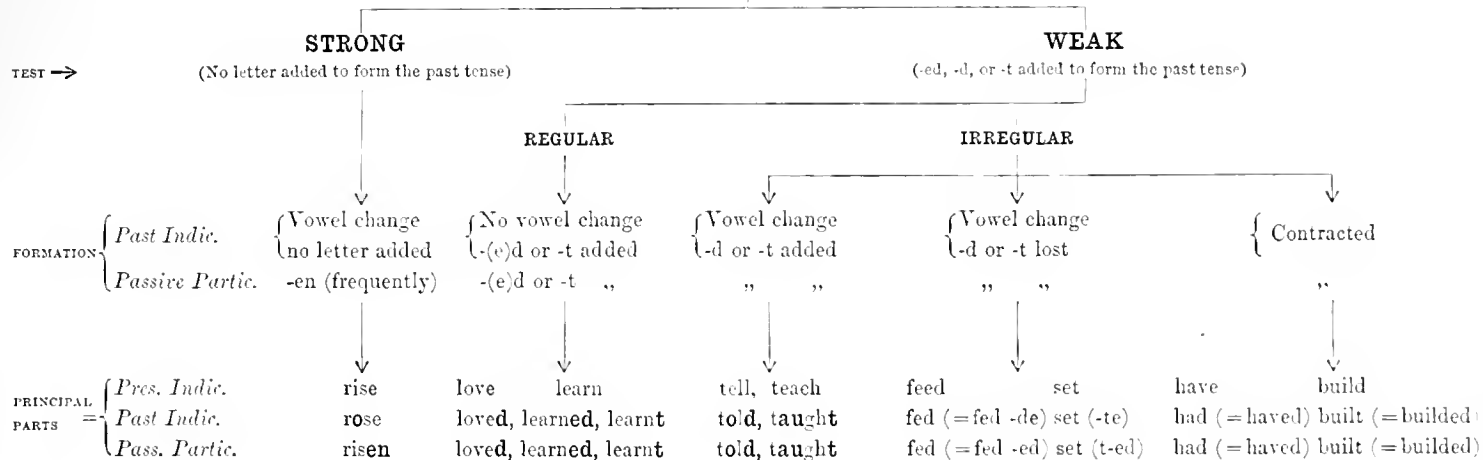 STRONG WEAK
TEST → (No letter added to form the past tense) (-ed, -d, or -t added to form the past tense)
REGULAR IRREGULAR
Vowel change No vowel change Vowel change Vowel change
FORMATION Past Indic. no letter added -(e)d or -t added -d or -t added -d or -t lost Contracted
Passive Partic. -en (frequently) -(e)d or -t ,, ,, ,, ,, ,, ,,
Pres. Indic. rise love learn tell, teach feed set have build
PRINCIPAL PARTS = Past Indic. rose loved, learned, learnt told, taught fed (=fed -de) set (-te) had (=haved) built (=builded)
Pass. Partic. risen loved, learned, learnt told, taught fed (=fed -ed) set (t-ed) had (=haved) built (=builded)